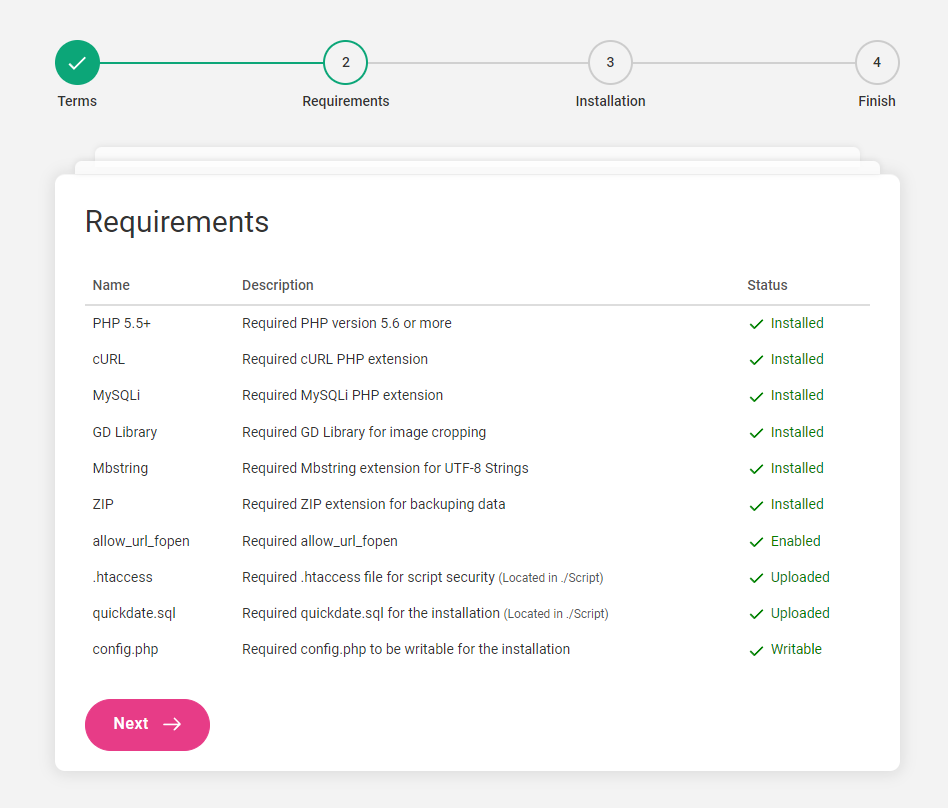 2 3 4
Terms Requirements Installation Finish
Requirements
Name Description Status
PHP 5.5+ Required PHP version 5.6 or more Installed
cURL Required cURL PHP extension Installed
MySQLi Required MySQLi PHP extension Installed
GD Library Required GD Library for image cropping Installed
Mbstring Required Mbstring extension for UTF-8 Strings Installed
ZIP Required ZIP extension for backuping data Installed
allow_url_fopen Required allow_url_fopen Enabled
.htaccess Required .htaccess file for script security (Located in ./Script) Uploaded
quickdate.sql Required quickdate.sql for the installation (Located in ./Script) Uploaded
config.php Required config.php to be writable for the installation Writable
Next